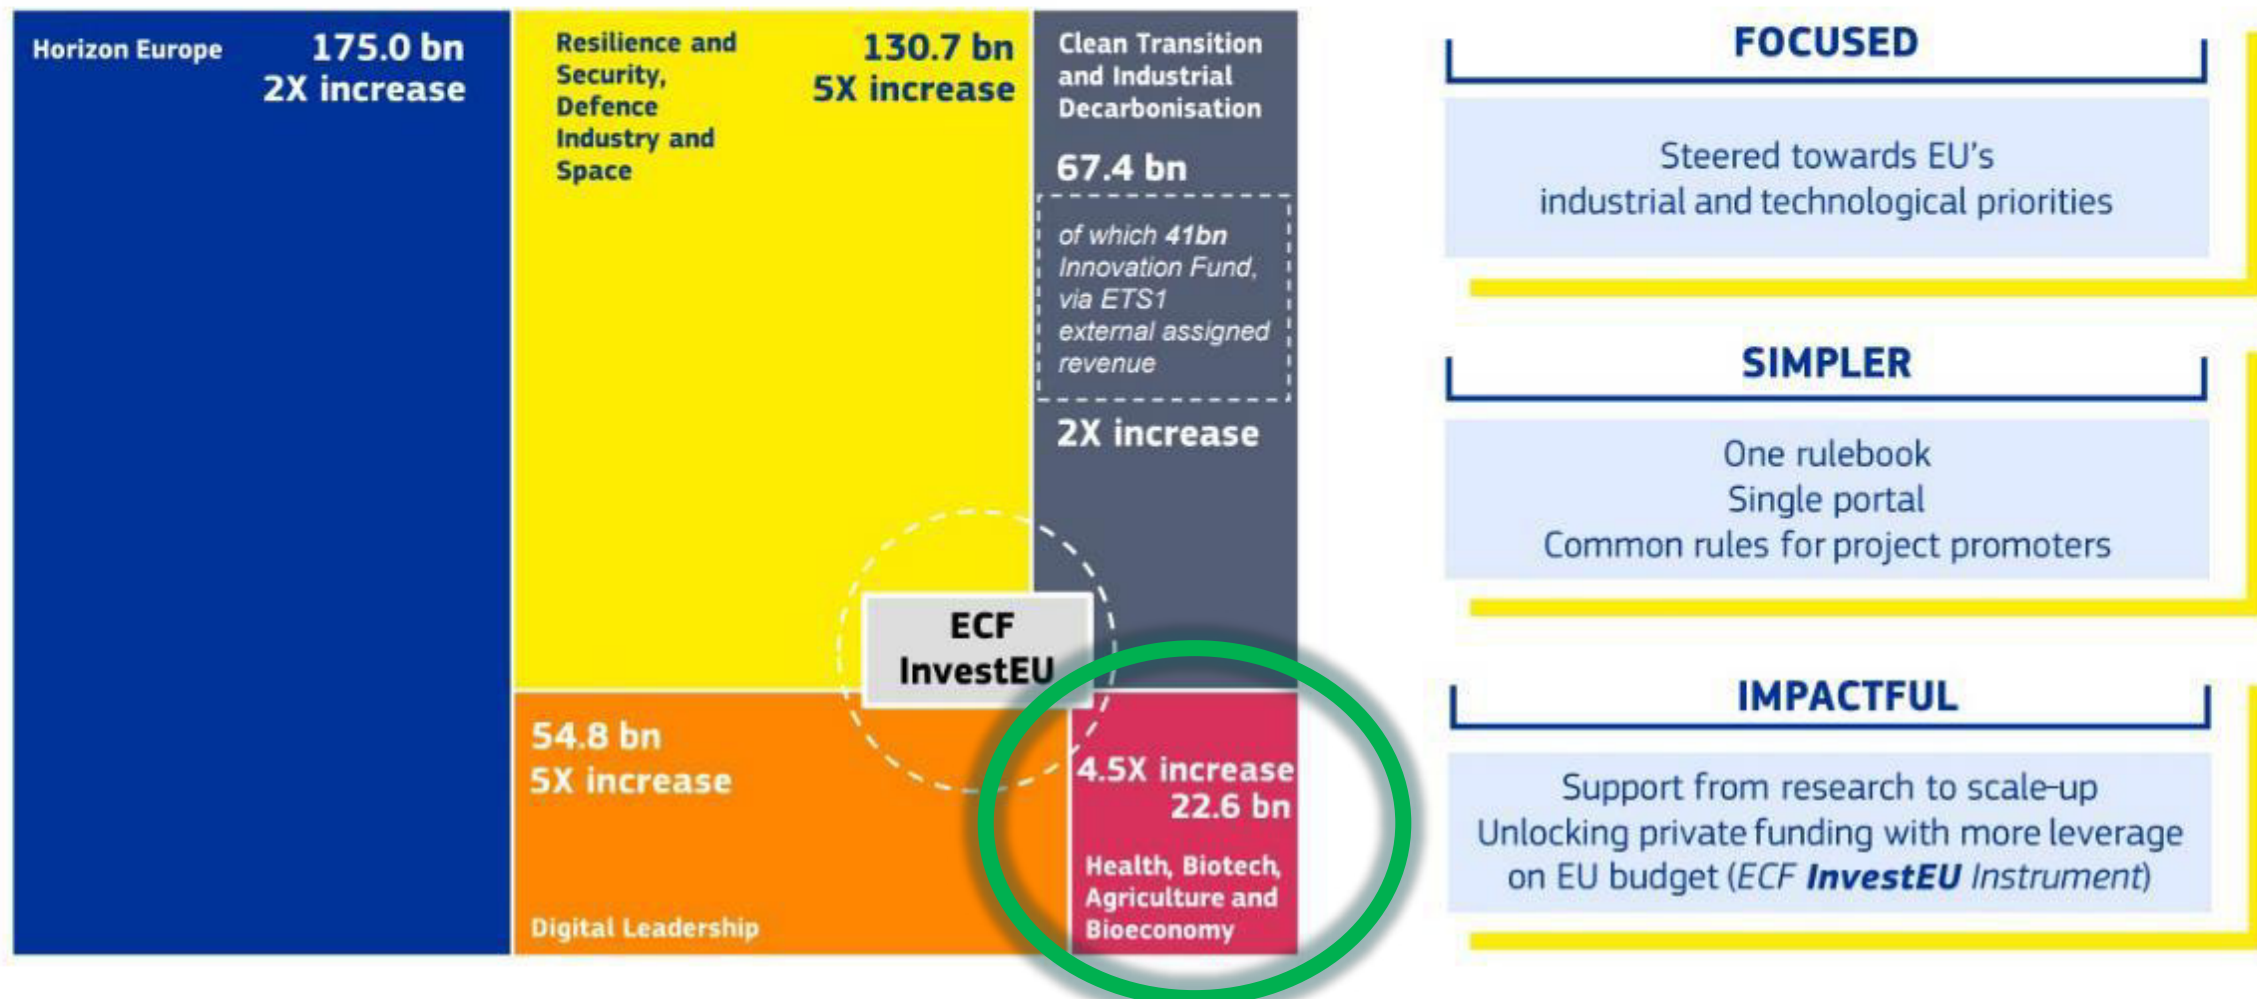 Horizon Europe
175.0 bn
2X increase
Resilience and
Security,
Defence
Industry and
Space
130.7 bn
5X increase
Clean Transition
and Industrial
Decarbonisation
67.4 bn
of which 41bn
Innovation Fund,
via ETS1
external assigned
revenue
2X increase
ECF
InvestEU
54.8 bn
5X increase
Digital Leadership
4.5X increase
22.6 bn
Health, Biotech,
Agriculture and
Bioeconomy
FOCUSED
Steered towards EU's
industrial and technological priorities
SIMPLER
One rulebook
Single portal
Common rules for project promoters
IMPACTFUL
Support from research to scale-up
Unlocking private funding with more leverage
on EU budget (ECF InvestEU Instrument)